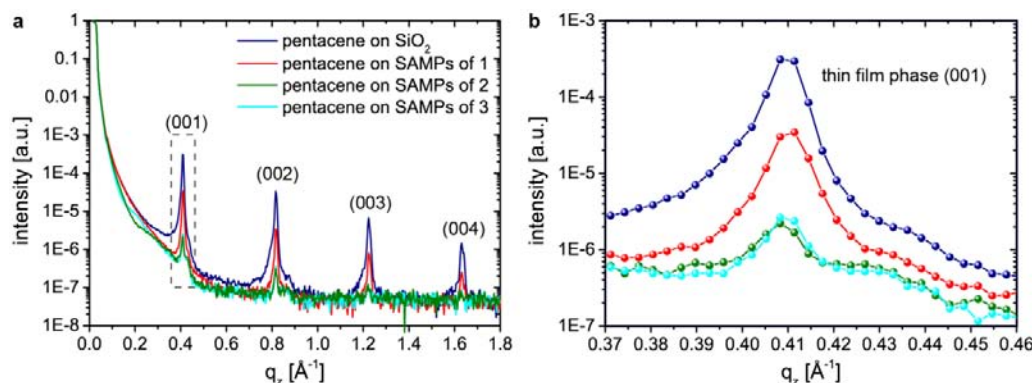 a
intensity [a.u.]
1
0.1
0.01
1E-3
1E-4
1E-5
1E-6
1E-7
1E-8
pentacene on SiO₂
pentacene on SAMPs of 1
pentacene on SAMPs of 2
pentacene on SAMPs of 3
(001)
(002)
(003)
(004)
0.0 0.2 0.4 0.6 0.8 1.0 1.2 1.4 1.6 1.8
q_z [Å⁻¹]
b
intensity [a.u.]
1E-3
1E-4
1E-5
1E-6
1E-7
thin film phase (001)
0.37 0.38 0.39 0.40 0.41 0.42 0.43 0.44 0.45 0.46
q_z [Å⁻¹]